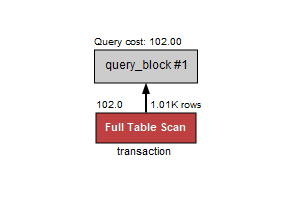 Query cost: 102.00
query_block #1
102.0 1.01K rows
Full Table Scan
transaction